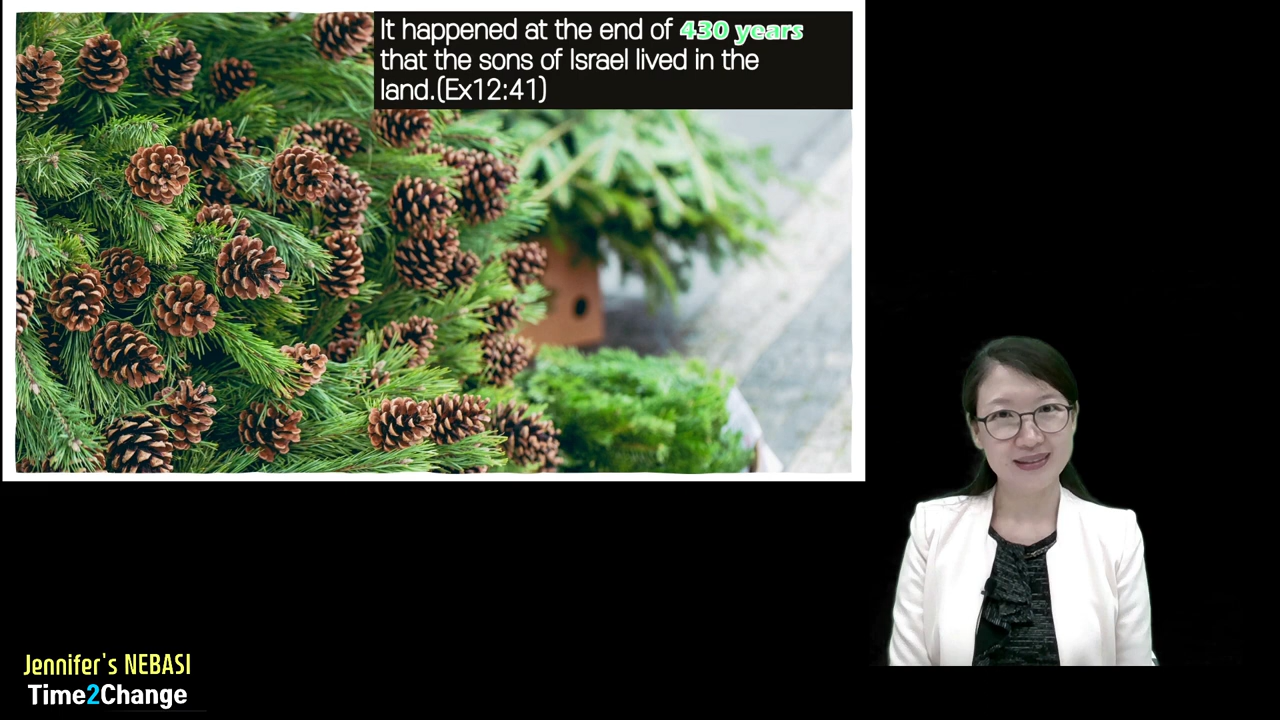 It happened at the end of 430 years
that the sons of Israel lived in the
land.(Ex12:41)
Jennifer's NEBASI
Time2Change